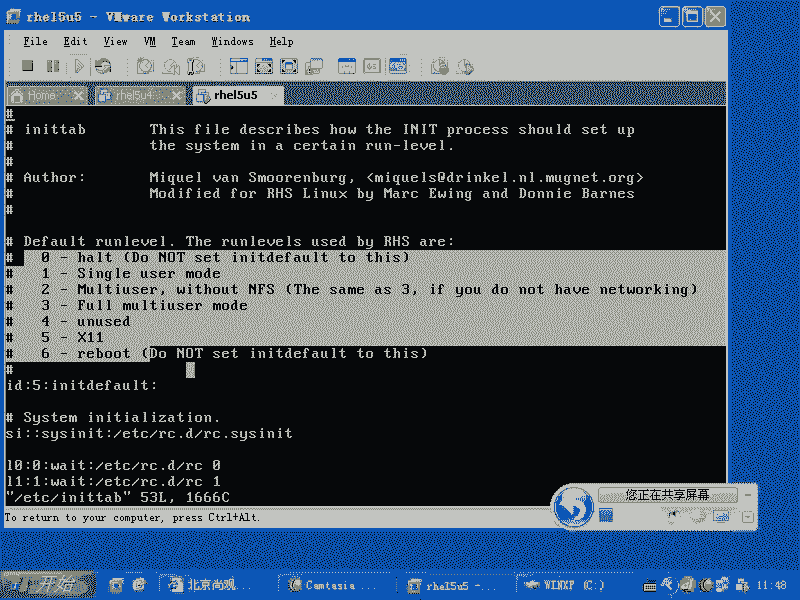 rhel5u5 - VMware Workstation
File Edit View VM Team Windows Help
Home rhel5u4... rhel5u5
#
# inittab This file describes how the INIT process should set up
# the system in a certain run-level.
#
# Author: Miquel van Smoorenburg, <miquels@drinkel.nl.mugnet.org>
# Modified for RHS Linux by Marc Ewing and Donnie Barnes
#
# Default runlevel. The runlevels used by RHS are:
# 0 - halt (Do NOT set initdefault to this)
# 1 - Single user mode
# 2 - Multiuser, without NFS (The same as 3, if you do not have networking)
# 3 - Full multiuser mode
# 4 - unused
# 5 - X11
# 6 - reboot (Do NOT set initdefault to this)
#
id:5:initdefault:
# System initialization.
si::sysinit:/etc/rc.d/rc.sysinit
l0:0:wait:/etc/rc.d/rc 0
l1:1:wait:/etc/rc.d/rc 1
"/etc/inittab" 53L, 1666C
您正在共享屏幕
To return to your computer, press Ctrl+Alt.
开始 北京尚观... Camtasia ... rhel5u5 -... WINXP (C:) 11:48